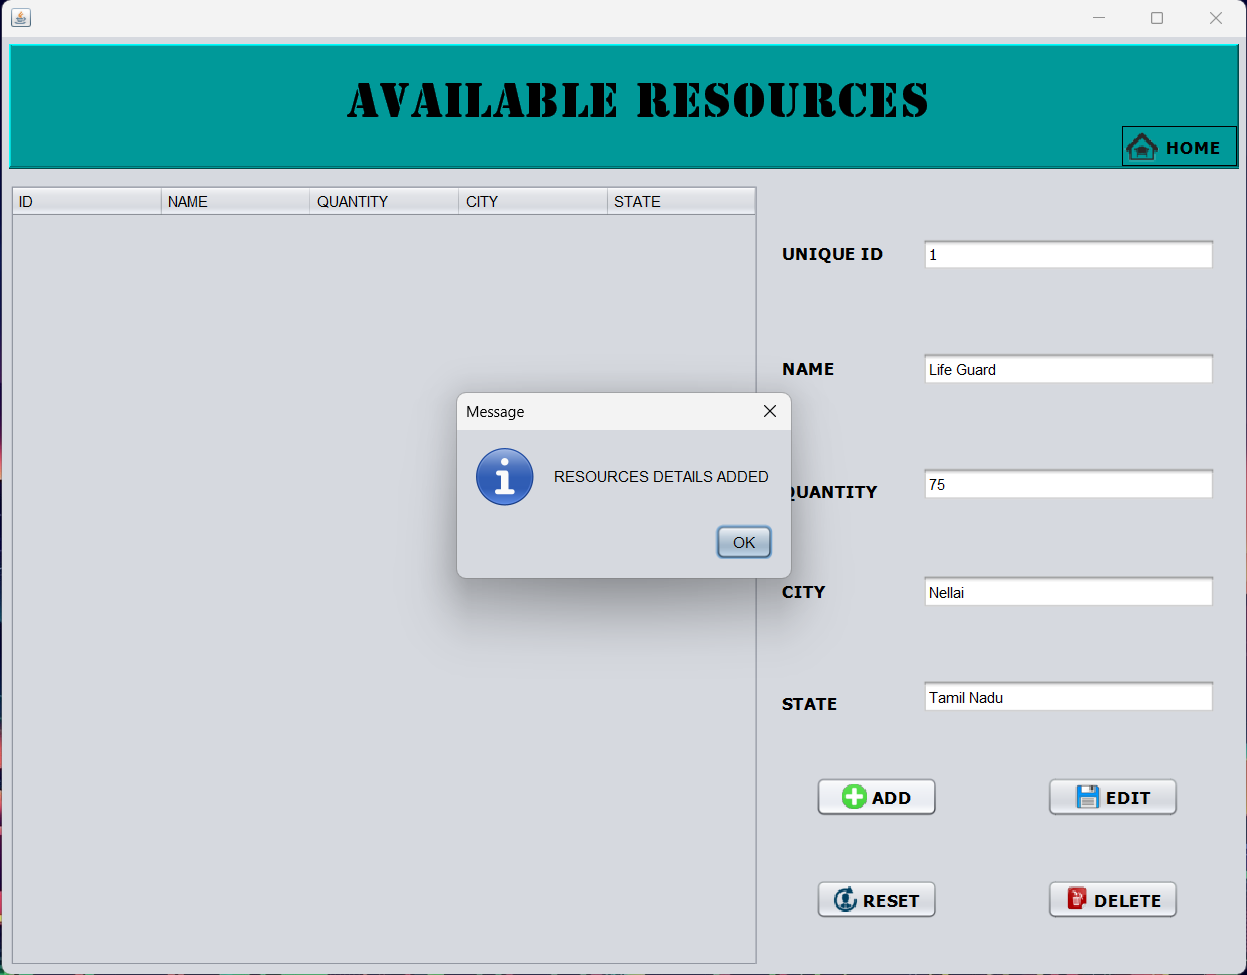 AVAILABLE RESOURCES
HOME
ID NAME QUANTITY CITY STATE
UNIQUE ID 1
NAME Life Guard
Message
RESOURCES DETAILS ADDED
OK
QUANTITY 75
CITY Nellai
STATE Tamil Nadu
ADD EDIT
RESET DELETE